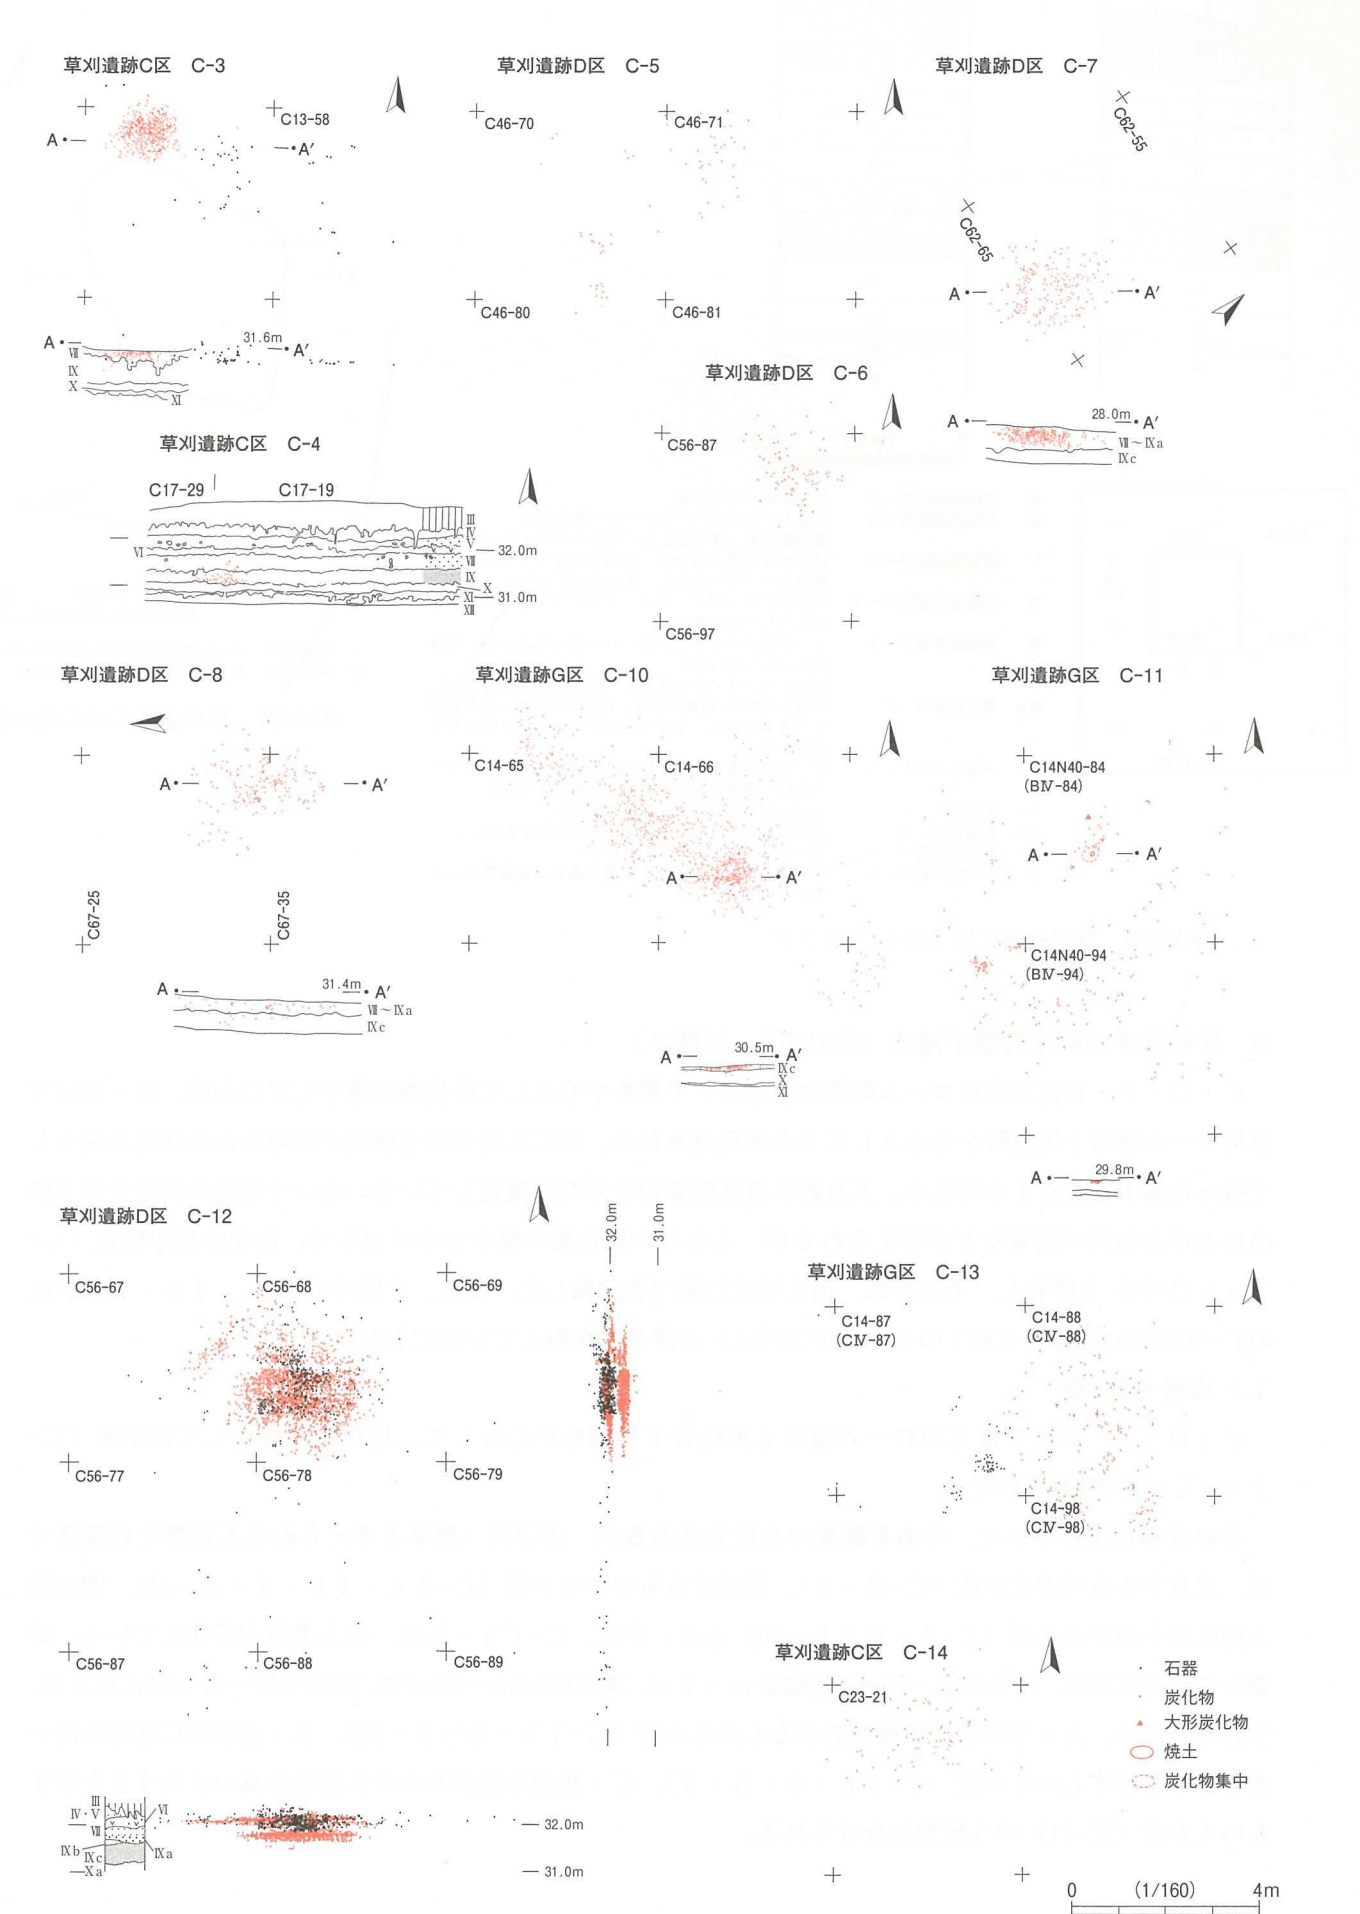 草刈遺跡C区 C-3
C13-58
A
A′
A
31.6m
A′
Ⅶ
Ⅸ
Ⅹ
Ⅺ
草刈遺跡D区 C-5
C46-70
C46-71
C46-80
C46-81
草刈遺跡D区 C-7
C62-55
C62-65
A
A′
A
28.0m
A′
Ⅶ～Ⅸa
Ⅸc
草刈遺跡D区 C-6
C56-87
C56-97
草刈遺跡C区 C-4
C17-29
C17-19
Ⅲ
Ⅳ
Ⅴ
Ⅵ
32.0m
Ⅶ
Ⅸ
Ⅹ
Ⅺ
31.0m
Ⅻ
草刈遺跡D区 C-8
A
A′
C67-25
C67-35
A
31.4m
A′
Ⅶ～Ⅸa
Ⅸc
草刈遺跡G区 C-10
C14-65
C14-66
A
A′
A
30.5m
A′
Ⅸc
Ⅹ
Ⅺ
草刈遺跡G区 C-11
C14N40-84
(BⅣ-84)
A
A′
C14N40-94
(BⅣ-94)
A
29.8m
A′
草刈遺跡D区 C-12
32.0m
31.0m
C56-67
C56-68
C56-69
C56-77
C56-78
C56-79
C56-87
C56-88
C56-89
Ⅲ
Ⅳ・Ⅴ
Ⅵ
Ⅶ
Ⅸb
Ⅸa
Ⅸc
Ⅹa
32.0m
31.0m
草刈遺跡G区 C-13
C14-87
(CⅣ-87)
C14-88
(CⅣ-88)
C14-98
(CⅣ-98)
草刈遺跡C区 C-14
C23-21
石器
炭化物
大形炭化物
焼土
炭化物集中
0 (1/160) 4m